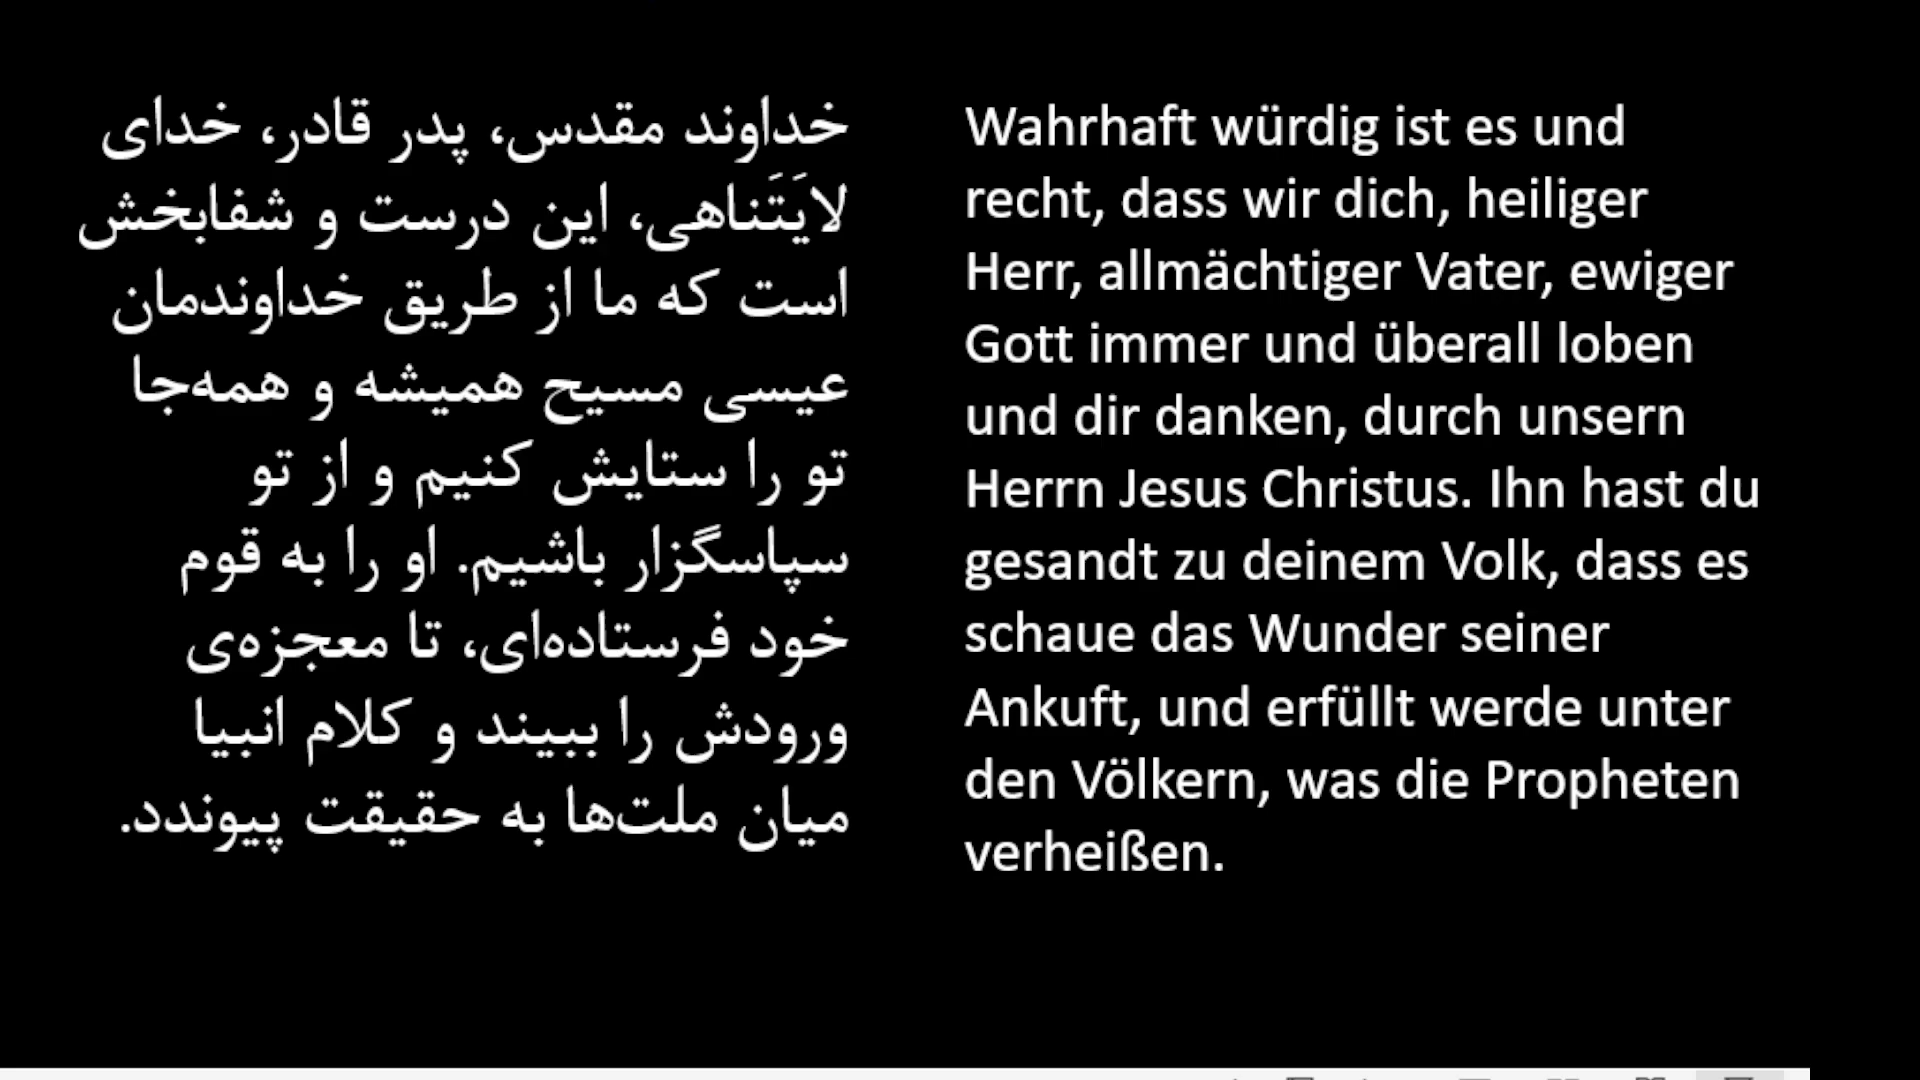 خداوند مقدس، پدر قادر، خدای
لایَتَناهی، این درست و شفابخش
است که ما از طریق خداوندمان
عیسی مسیح همیشه و همه‌جا
تو را ستایش کنیم و از تو
سپاسگزار باشیم. او را به قوم
خود فرستاده‌ای، تا معجزه‌ی
ورودش را ببیند و کلام انبیا
میان ملت‌ها به حقیقت پیوندد.
Wahrhaft würdig ist es und
recht, dass wir dich, heiliger
Herr, allmächtiger Vater, ewiger
Gott immer und überall loben
und dir danken, durch unsern
Herrn Jesus Christus. Ihn hast du
gesandt zu deinem Volk, dass es
schaue das Wunder seiner
Ankuft, und erfüllt werde unter
den Völkern, was die Propheten
verheißen.